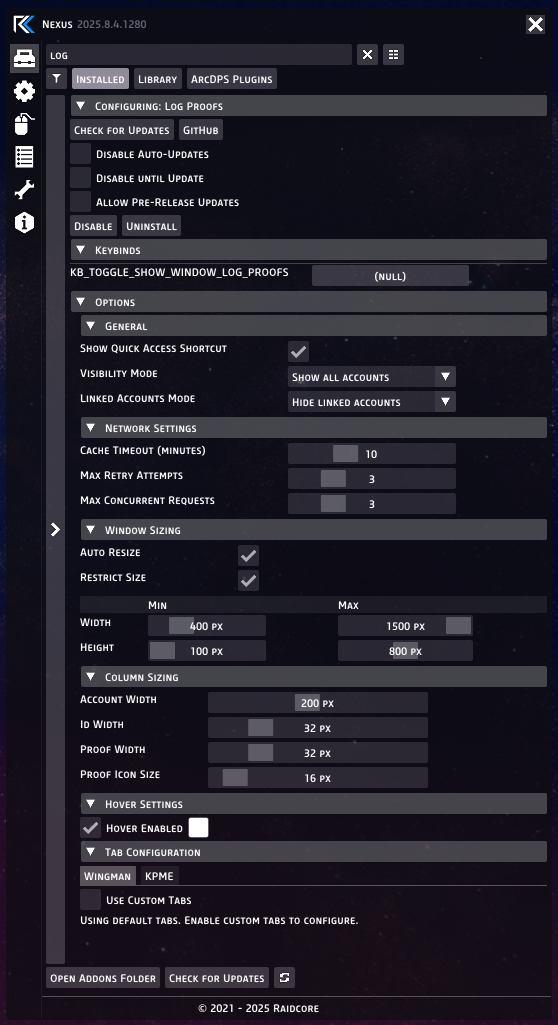 Nexus 2025.8.4.1280
LOG
Installed Library ArcDPS Plugins
Configuring: Log Proofs
Check for Updates GitHub
Disable Auto-Updates
Disable until Update
Allow Pre-Release Updates
Disable Uninstall
Keybinds
KB_TOGGLE_SHOW_WINDOW_LOG_PROOFS (null)
Options
General
Show Quick Access Shortcut
Visibility Mode Show all accounts
Linked Accounts Mode Hide linked accounts
Network Settings
Cache Timeout (minutes) 10
Max Retry Attempts 3
Max Concurrent Requests 3
Window Sizing
Auto Resize
Restrict Size
Min Max
Width 400 px 1500 px
Height 100 px 800 px
Column Sizing
Account Width 200 px
Id Width 32 px
Proof Width 32 px
Proof Icon Size 16 px
Hover Settings
Hover Enabled
Tab Configuration
Wingman KPME
Use Custom Tabs
Using default tabs. Enable custom tabs to configure.
Open Addons Folder Check for Updates
© 2021 - 2025 Raidcore